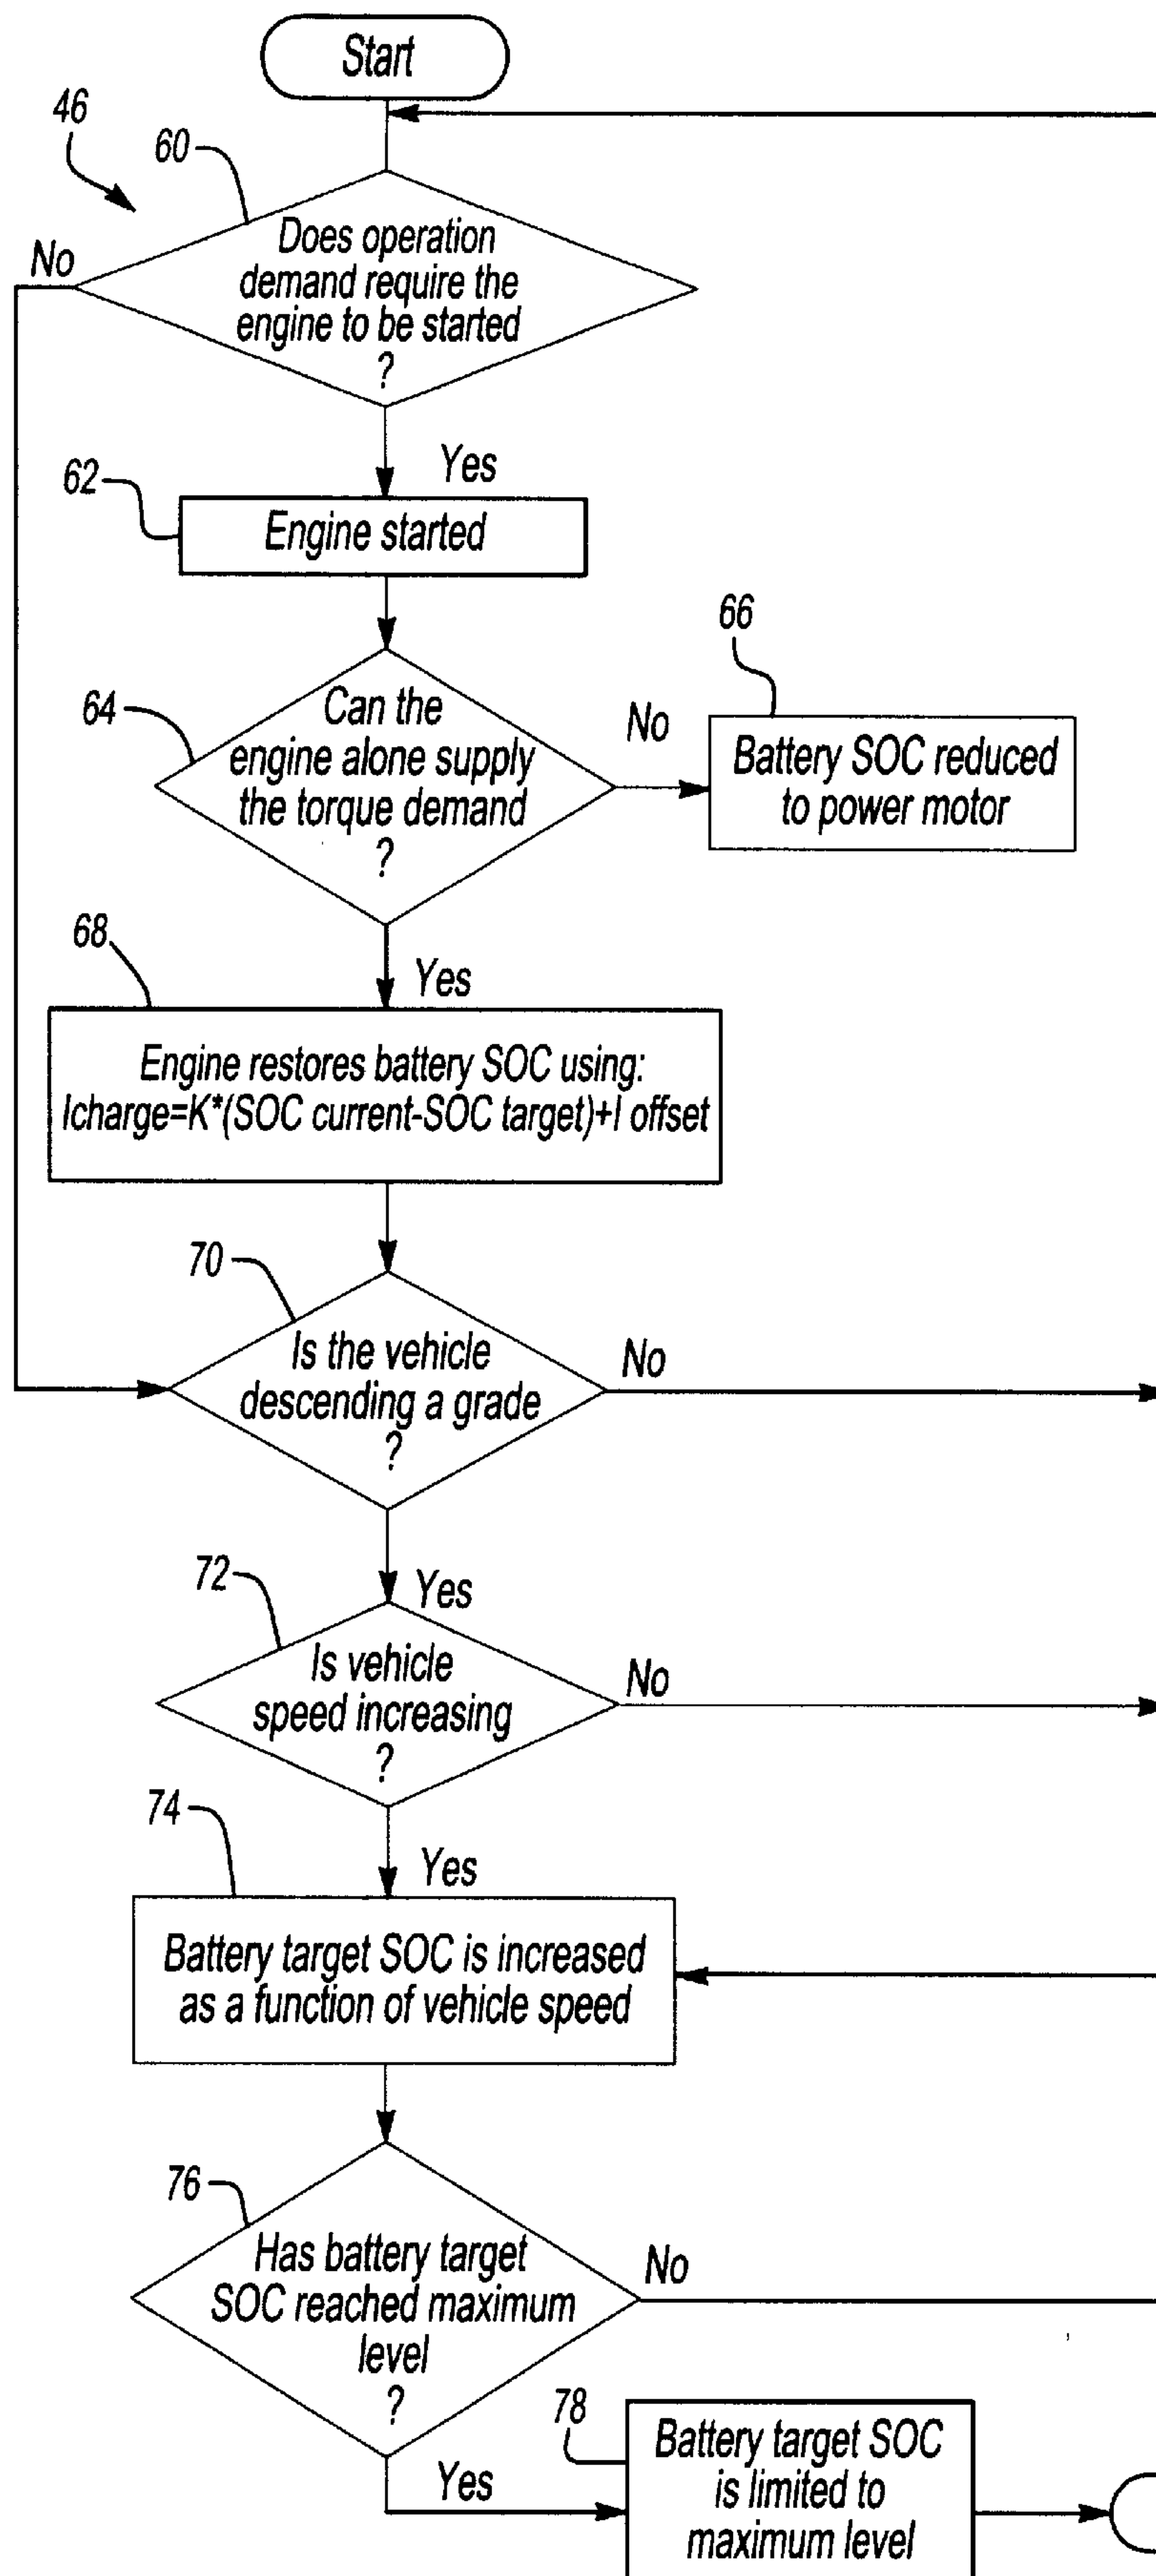 Start
46
60
No
Does operation
demand require the
engine to be started
?
Yes
62
Engine started
66
64
Can the
engine alone supply
the torque demand
?
No
Battery SOC reduced
to power motor
68
Yes
Engine restores battery SOC using:
Icharge=K*(SOC current-SOC target)+I offset
70
Is the vehicle
descending a grade
?
No
72
Yes
Is vehicle
speed increasing
?
No
74
Yes
Battery target SOC is increased
as a function of vehicle speed
76
Has battery target
SOC reached maximum
level
?
No
78
Yes
Battery target SOC
is limited to
maximum level